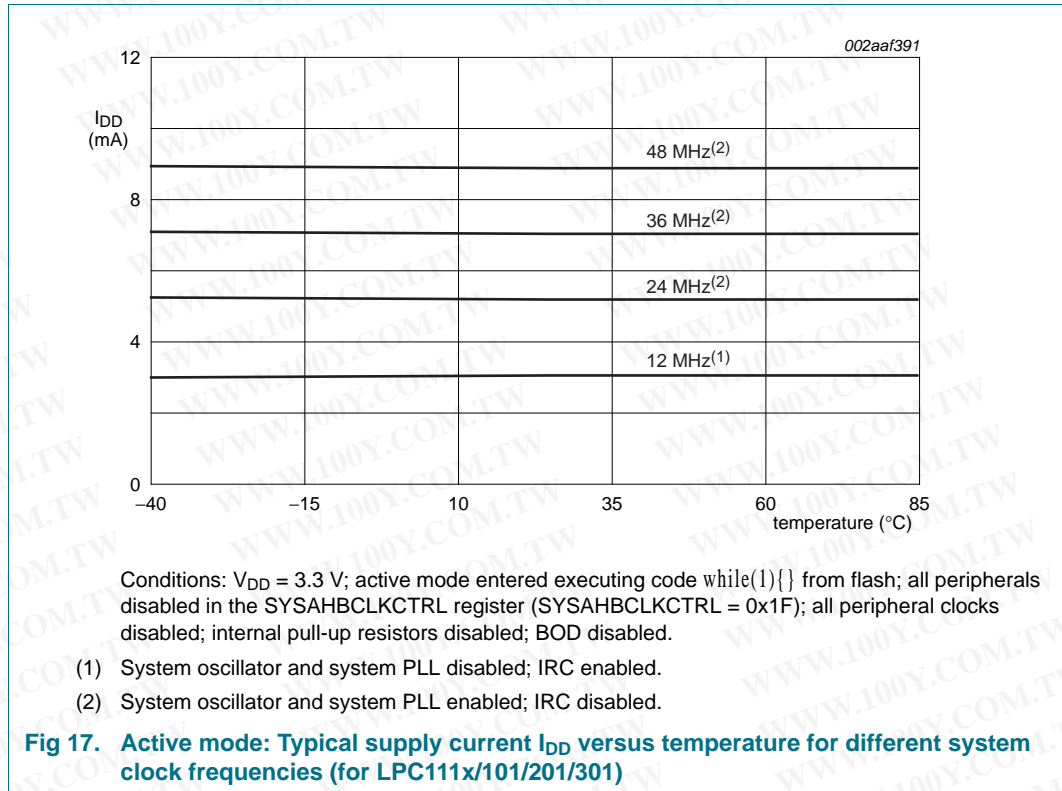 002aaf391
12
IDD
(mA)
48 MHz(2)
8
36 MHz(2)
24 MHz(2)
4
12 MHz(1)
0
−40 −15 10 35 60 85
temperature (°C)
Conditions: VDD = 3.3 V; active mode entered executing code while(1){} from flash; all peripherals
disabled in the SYSAHBCLKCTRL register (SYSAHBCLKCTRL = 0x1F); all peripheral clocks
disabled; internal pull-up resistors disabled; BOD disabled.
(1) System oscillator and system PLL disabled; IRC enabled.
(2) System oscillator and system PLL enabled; IRC disabled.
Fig 17. Active mode: Typical supply current IDD versus temperature for different system
clock frequencies (for LPC111x/101/201/301)
WWW.100Y.COM.TW